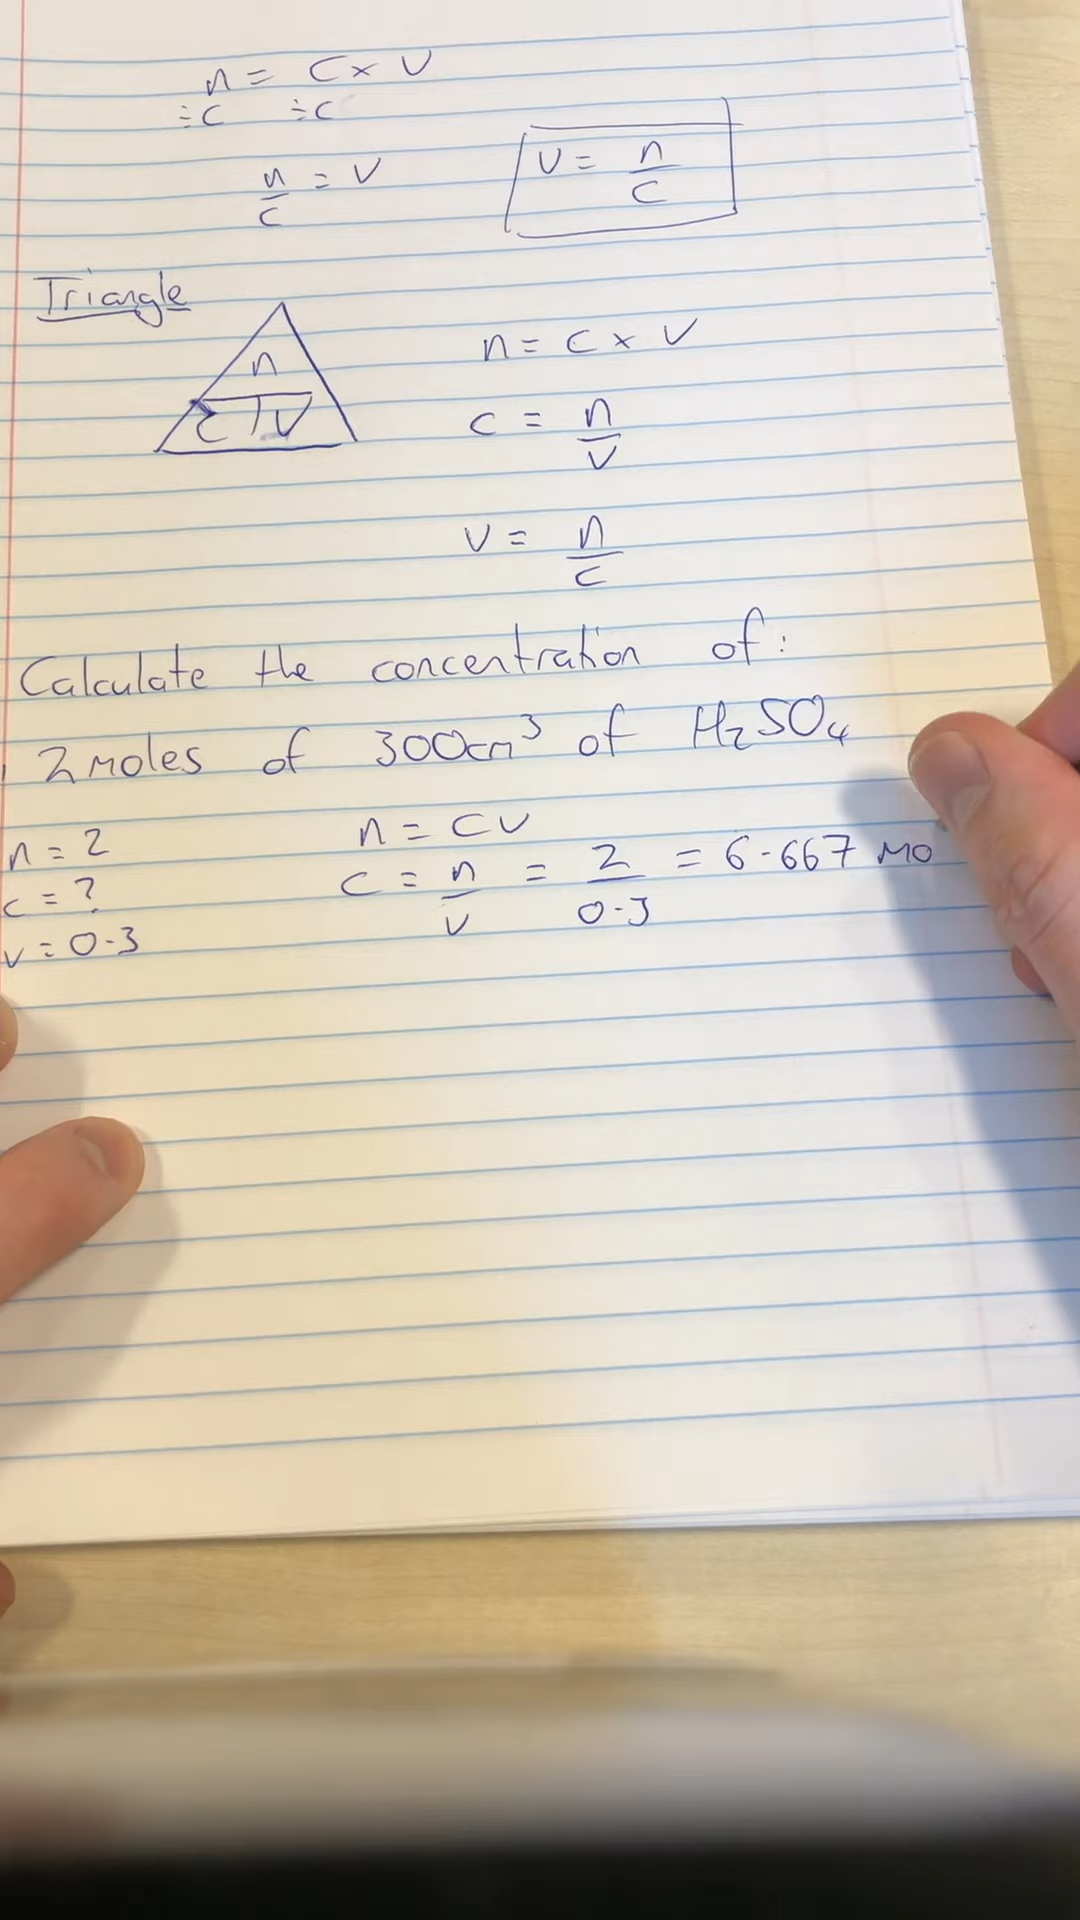 n = C × V
÷C ÷C
n/c = V
V = n/c
Triangle
n
C V
n = c × V
c = n/v
v = n/c
Calculate the concentration of:
2 moles of 300cm³ of H₂SO₄
n = 2
c = ?
v = 0.3
n = CV
c = n/v = 2/0.3 = 6.667 mo